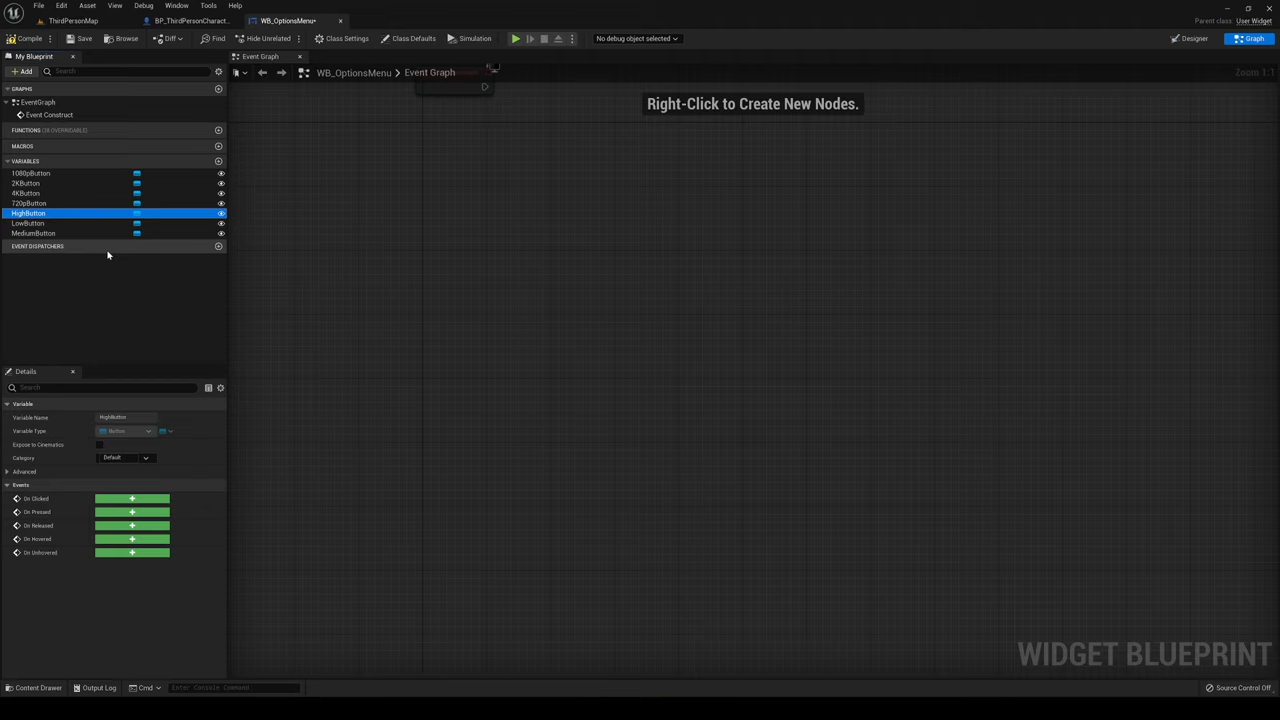 File Edit Asset View Debug Window Tools Help
ThirdPersonMap BP_ThirdPersonCharact... WB_OptionsMenu• Parent class: User Widget
Compile Save Browse Diff Find Hide Unrelated Class Settings Class Defaults Simulation No debug object selected Designer Graph
My Blueprint Event Graph
Add Search WB_OptionsMenu > Event Graph Zoom 1:1
GRAPHS
EventGraph
Event Construct
FUNCTIONS (38 OVERRIDABLE)
MACROS
VARIABLES
1080pButton
2KButton
4KButton
720pButton
HighButton
LowButton
MediumButton
EVENT DISPATCHERS
Right-Click to Create New Nodes.
Details
Search
Variable
Variable Name HighButton
Variable Type Button
Expose to Cinematics
Category Default
Advanced
Events
On Clicked
On Pressed
On Released
On Hovered
On Unhovered
WIDGET BLUEPRINT
Content Drawer Output Log Cmd Enter Console Command Source Control Off